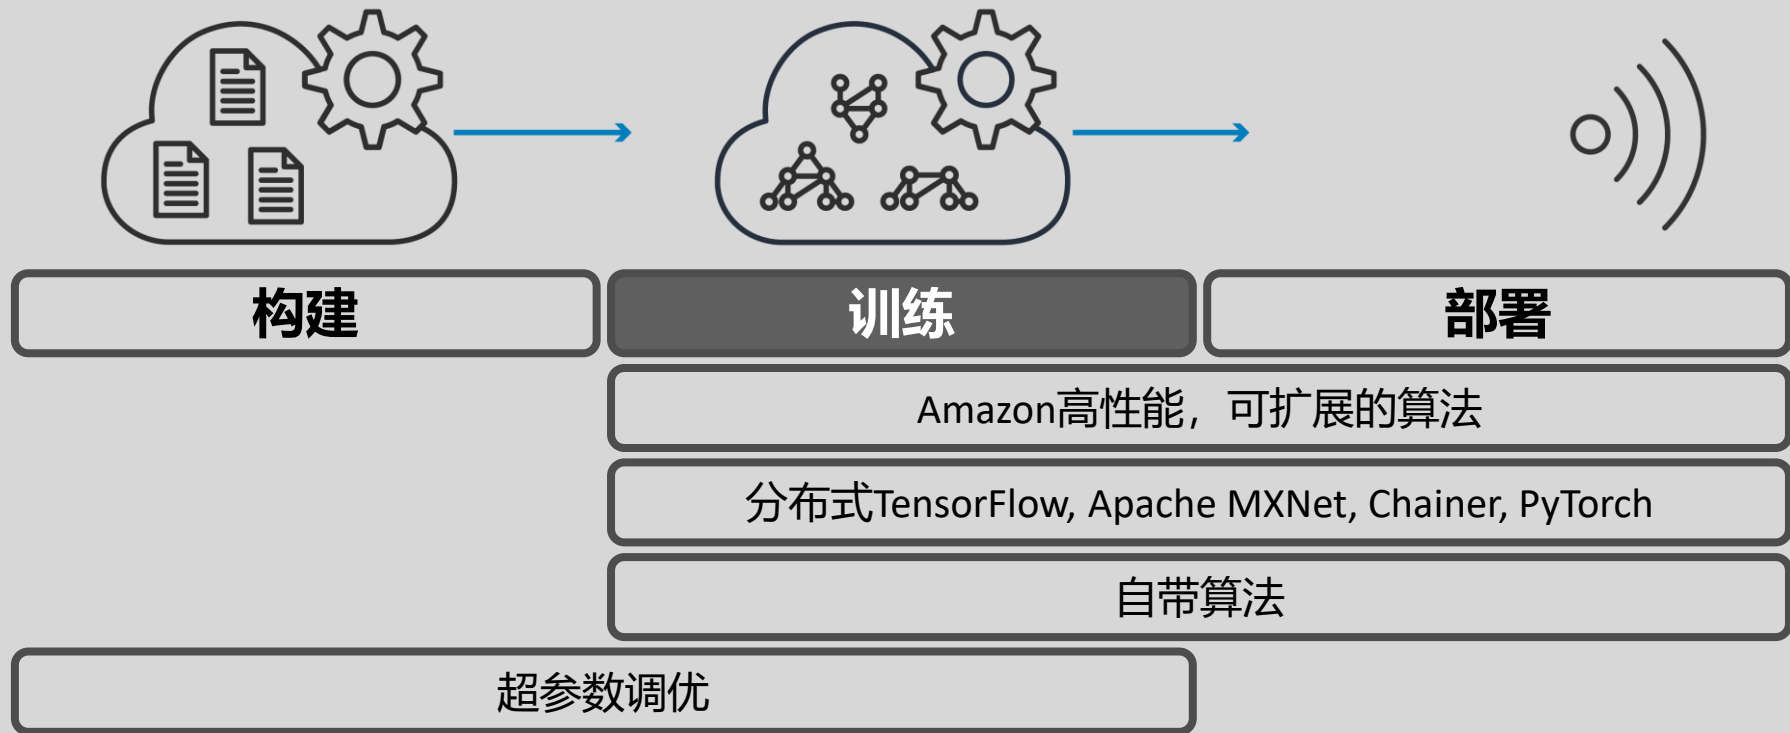 构建
训练
部署
Amazon高性能，可扩展的算法
分布式TensorFlow, Apache MXNet, Chainer, PyTorch
自带算法
超参数调优